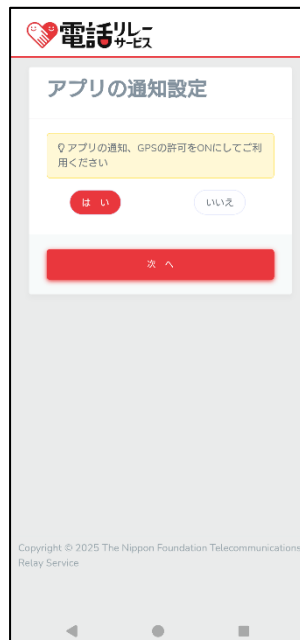 電話リレーサービス
アプリの通知設定
アプリの通知、GPSの許可をONにしてご利
用ください
は い
いいえ
次 へ
Copyright © 2025 The Nippon Foundation Telecommunications
Relay Service